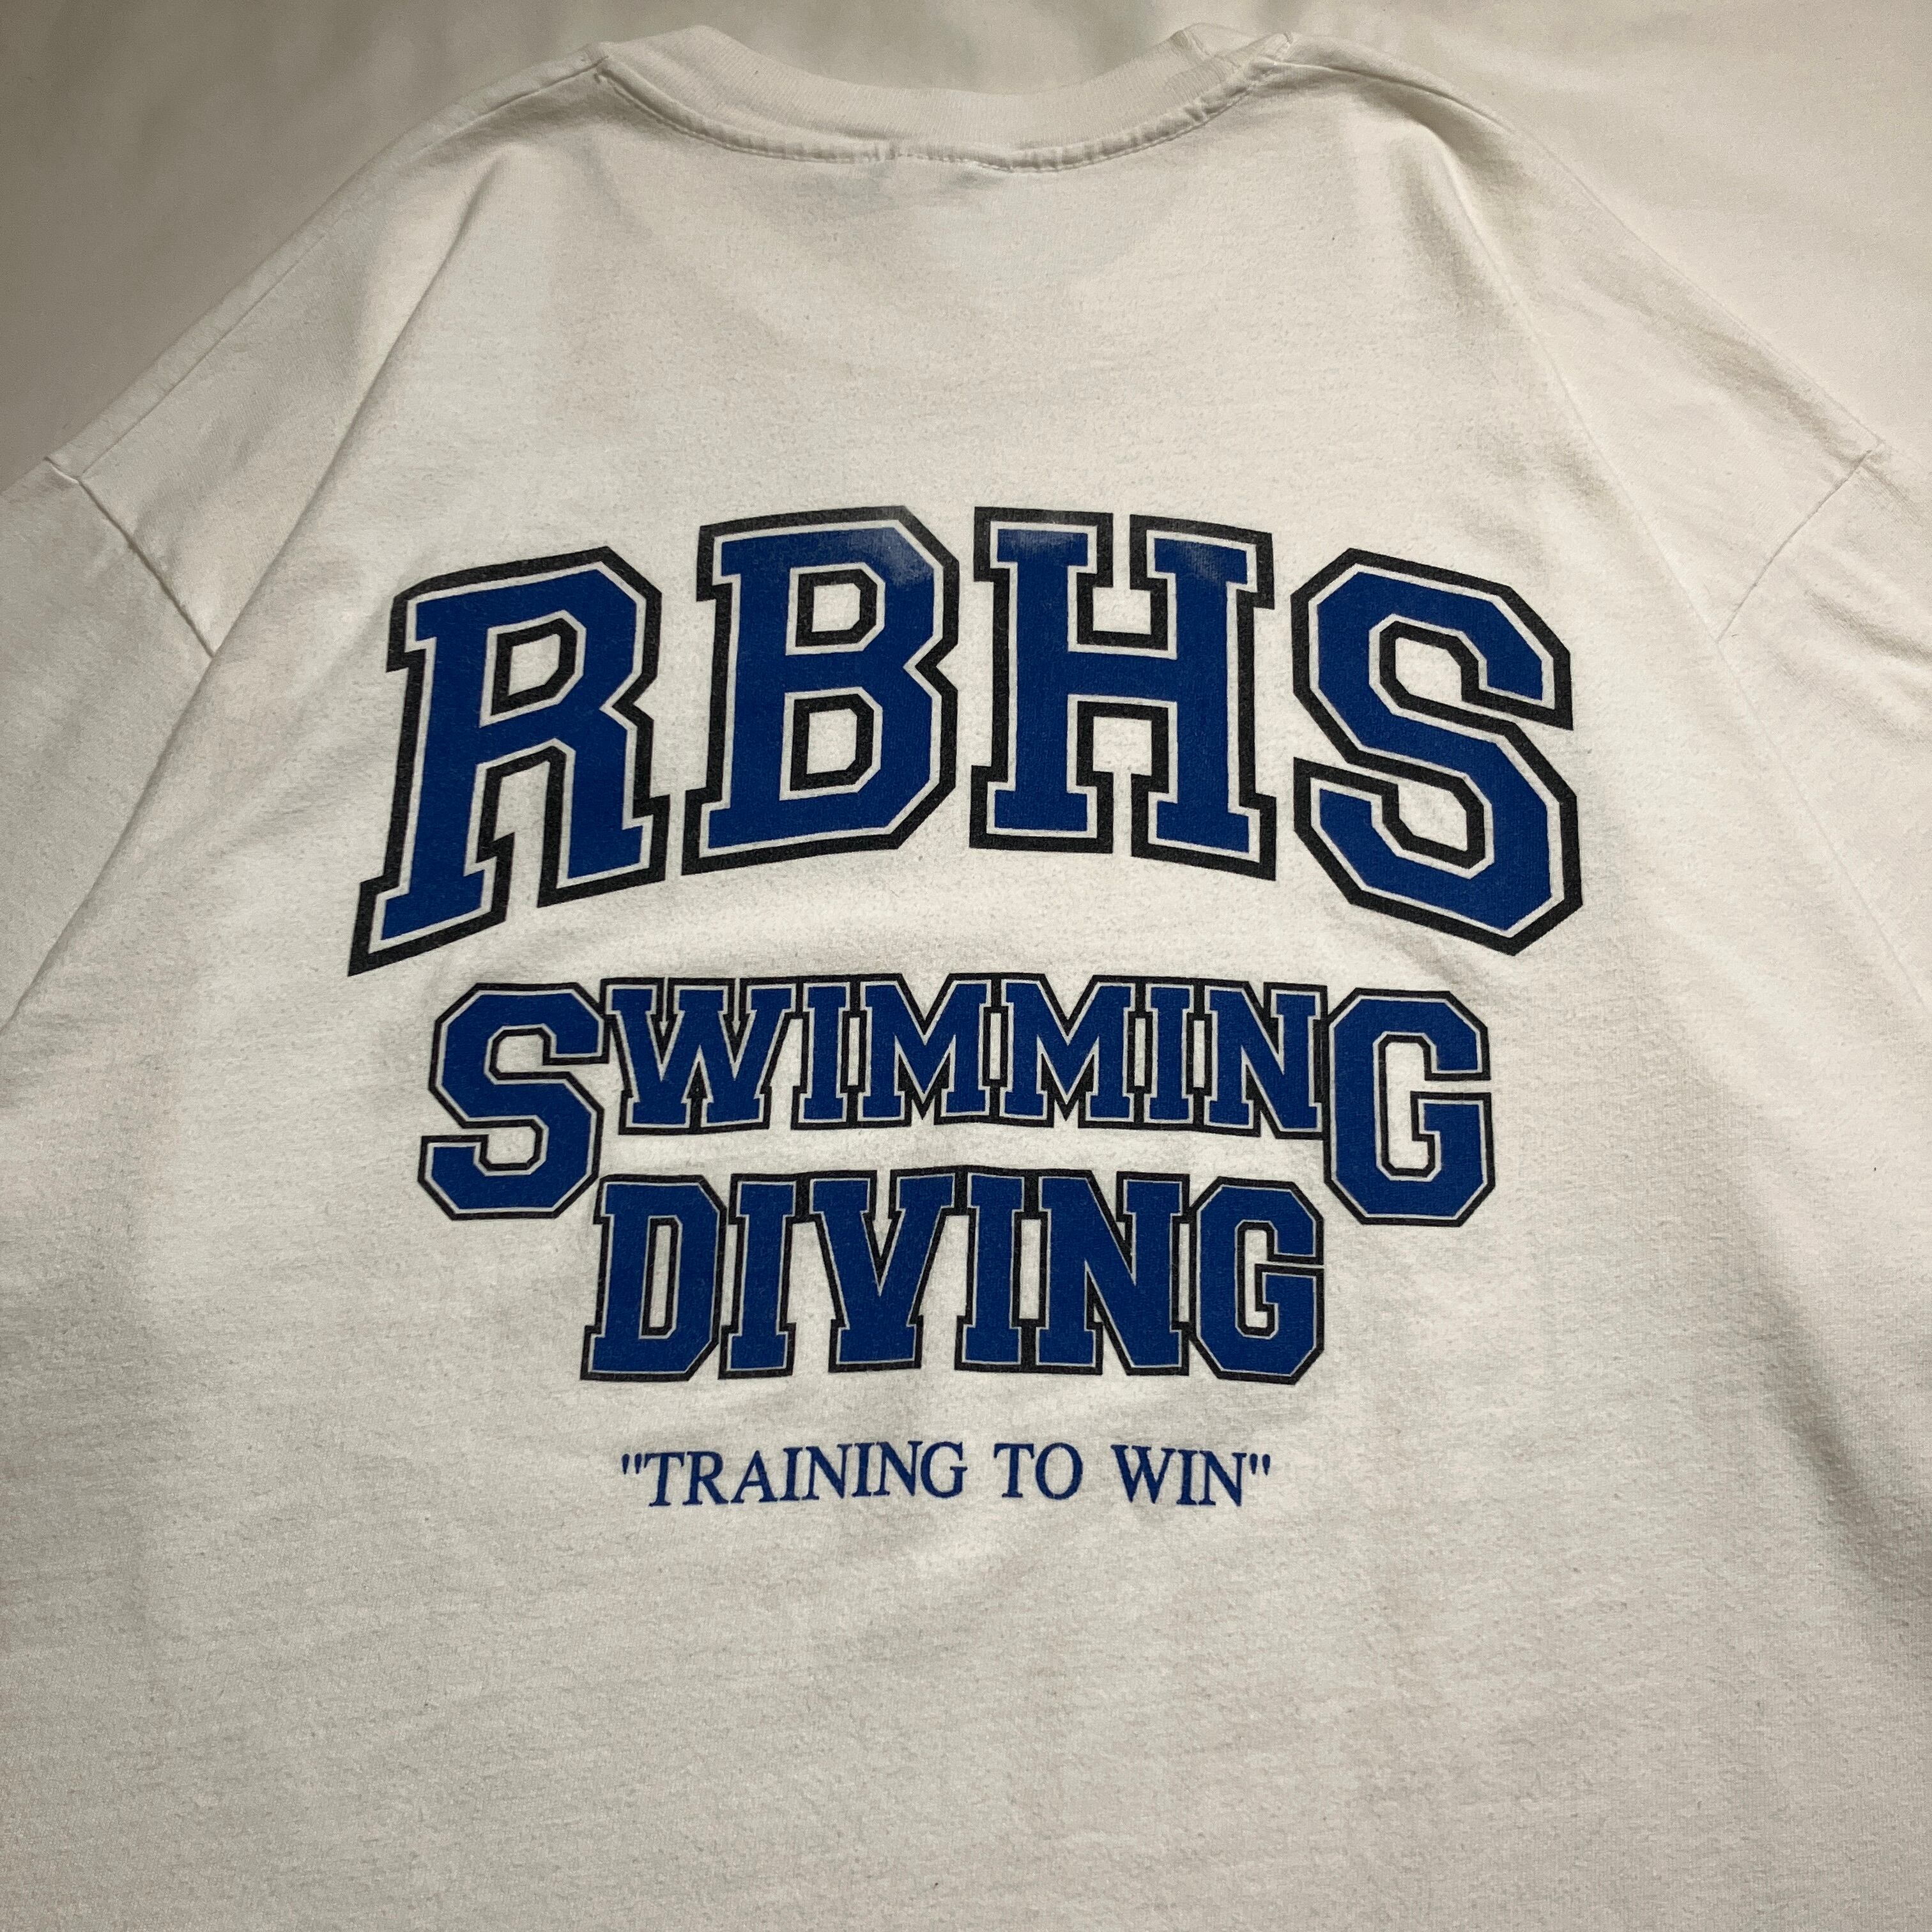 RBHS
SWIMMING
DIVING
"TRAINING TO WIN"